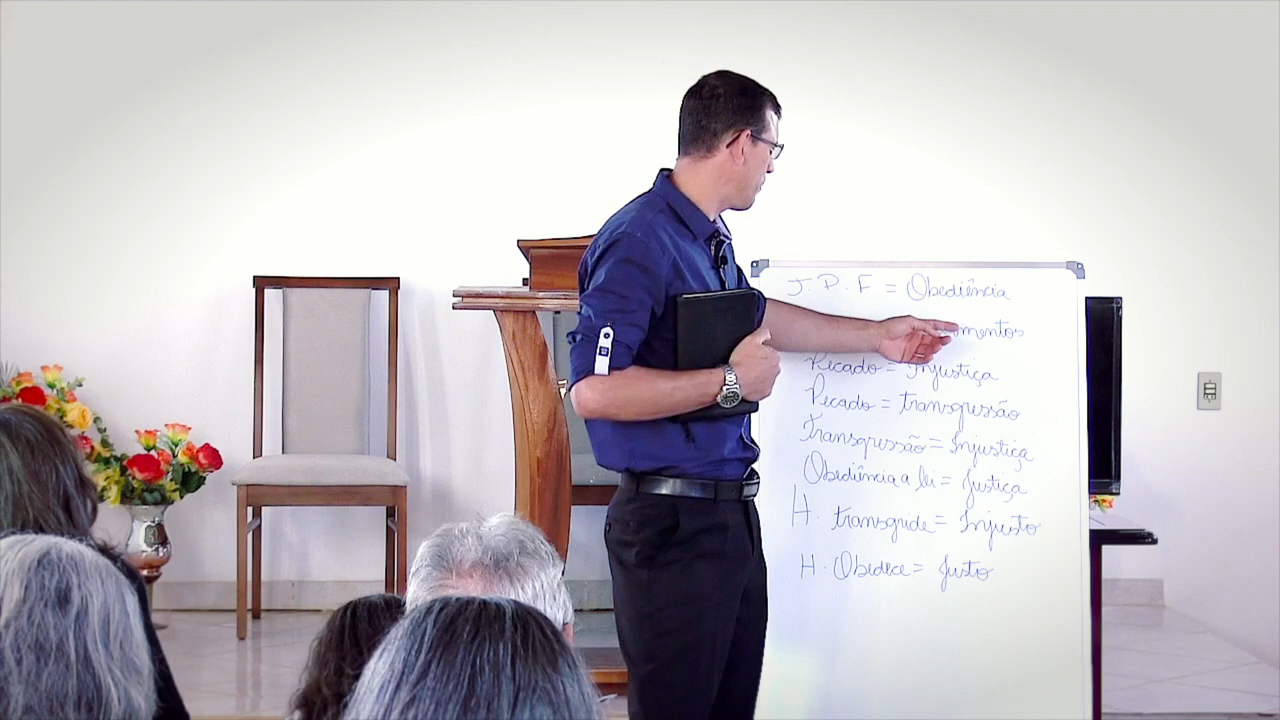 J. P. F = Obediência
Pecado = Injustiça
Pecado = transgressão
Transgressão = Injustiça
Obediência a lei = Justiça
H. transgride = Injusto
H. Obedece = Justo